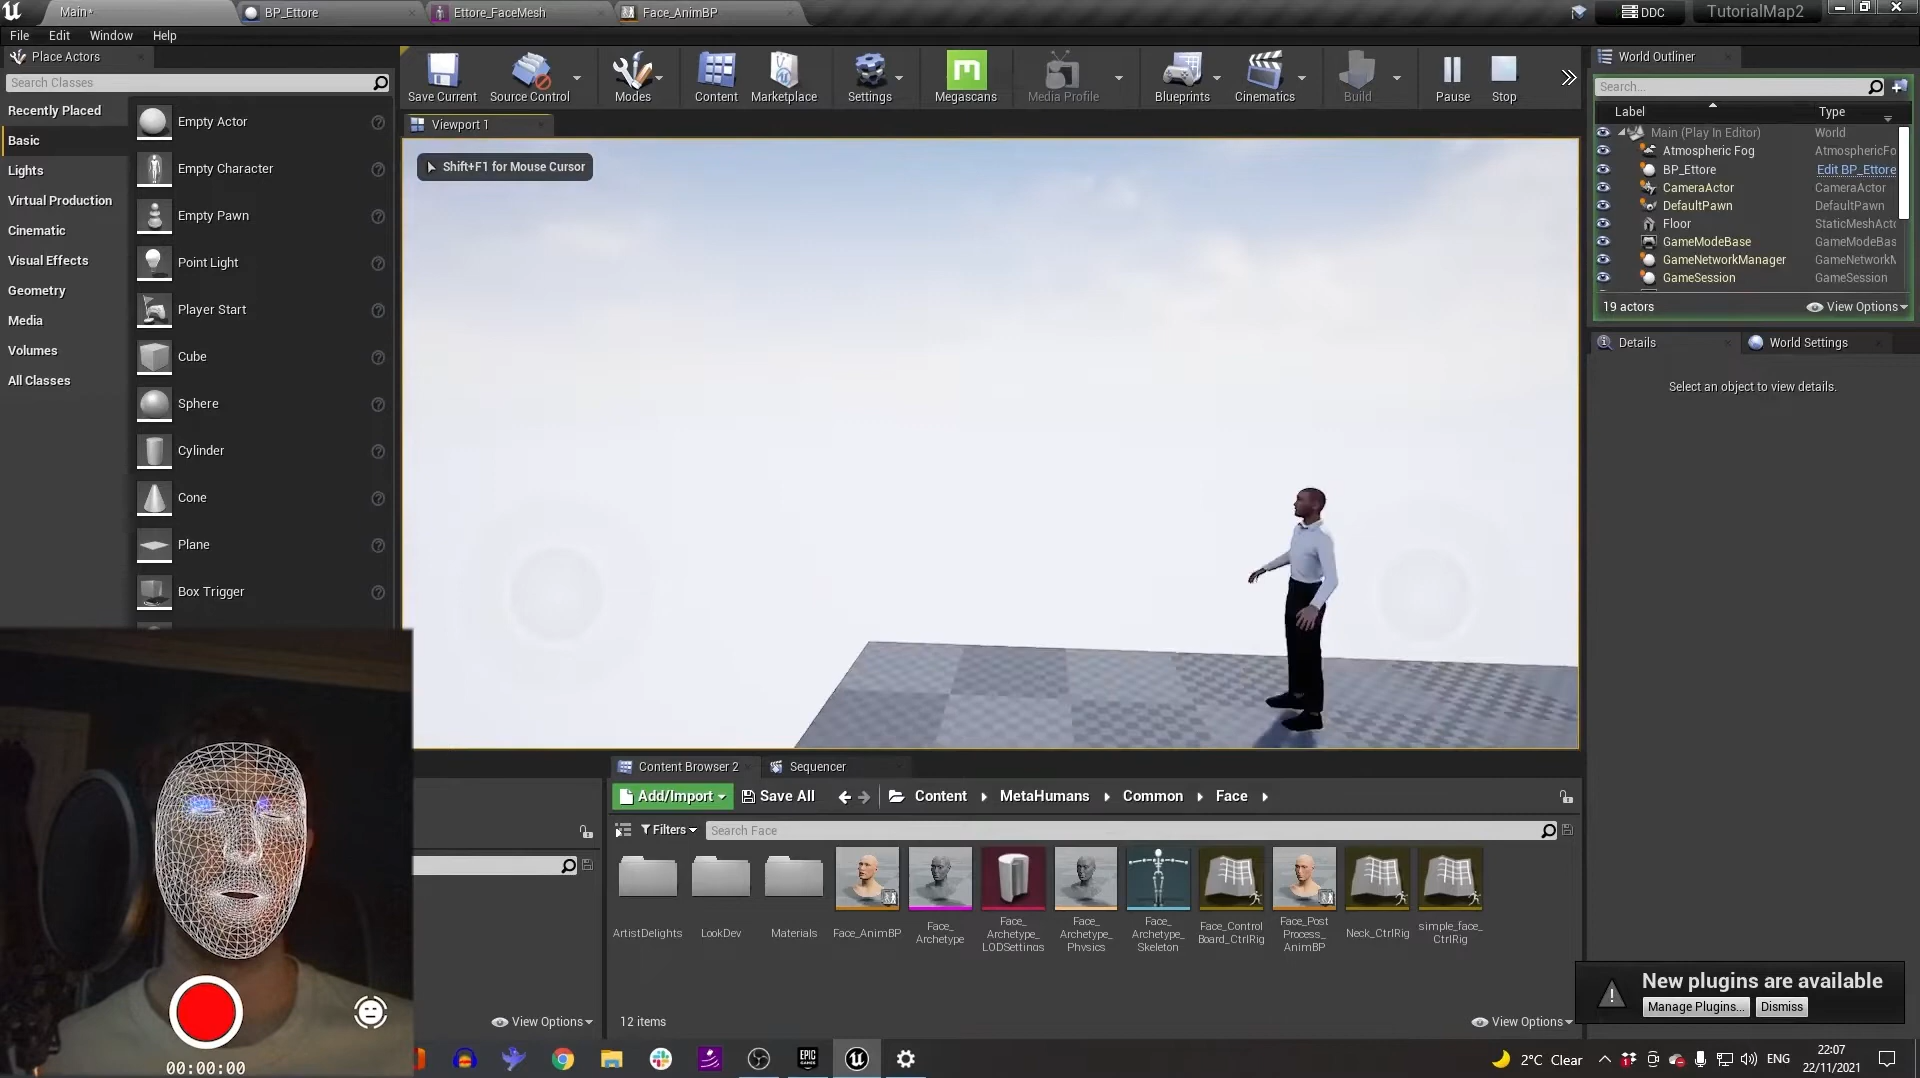 Main*
BP_Ettore
Ettore_FaceMesh
Face_AnimBP
DDC
TutorialMap2
File
Edit
Window
Help
Place Actors
Search Classes
Recently Placed
Basic
Lights
Virtual Production
Cinematic
Visual Effects
Geometry
Media
Volumes
All Classes
Empty Actor
Empty Character
Empty Pawn
Point Light
Player Start
Cube
Sphere
Cylinder
Cone
Plane
Box Trigger
Save Current
Source Control
Modes
Content
Marketplace
Settings
Megascans
Media Profile
Blueprints
Cinematics
Build
Pause
Stop
Viewport 1
Shift+F1 for Mouse Cursor
World Outliner
Search...
Label
Type
Main (Play In Editor)
World
Atmospheric Fog
AtmosphericFo
BP_Ettore
Edit BP_Ettore
CameraActor
CameraActor
DefaultPawn
DefaultPawn
Floor
StaticMeshActo
GameModeBase
GameModeBas
GameNetworkManager
GameNetworkM
GameSession
GameSession
19 actors
View Options
Details
World Settings
Select an object to view details.
Content Browser 2
Sequencer
Add/Import
Save All
Content
MetaHumans
Common
Face
Filters
Search Face
ArtistDelights
LookDev
Materials
Face_AnimBP
Face_
Archetype
Face_
Archetype_
LODSettings
Face_
Archetype_
Physics
Face_
Archetype_
Skeleton
Face_Control
Board_CtrlRig
Face_Post
Process_
AnimBP
Neck_CtrlRig
simple_face_
CtrlRig
View Options
12 items
View Options
New plugins are available
Manage Plugins...
Dismiss
00:00:00
EPIC
GAMES
2°C Clear
ENG
22:07
22/11/2021